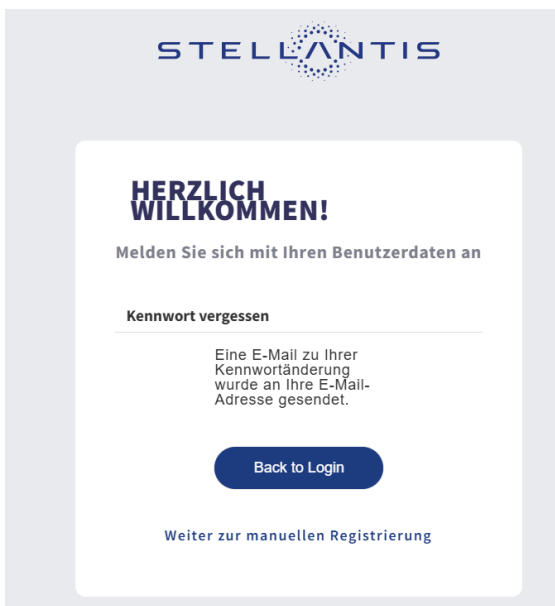 STELLANTIS
HERZLICH
WILLKOMMEN!
Melden Sie sich mit Ihren Benutzerdaten an
Kennwort vergessen
Eine E-Mail zu Ihrer
Kennwortänderung
wurde an Ihre E-Mail-
Adresse gesendet.
Back to Login
Weiter zur manuellen Registrierung